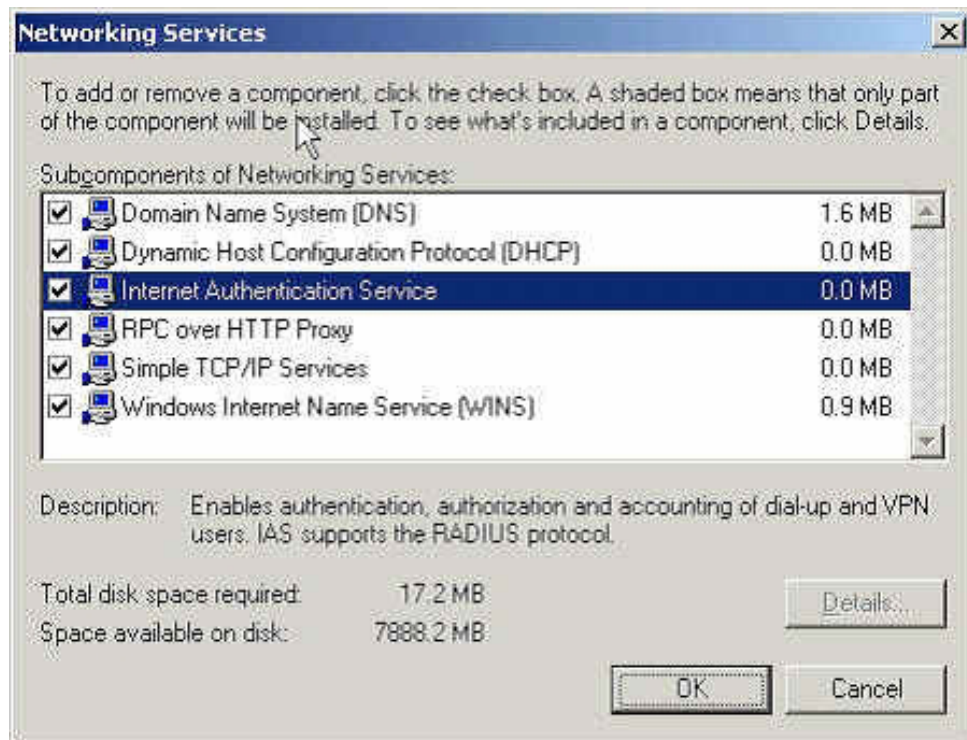 Networking Services
To add or remove a component, click the check box. A shaded box means that only part
of the component will be installed. To see what's included in a component, click Details.
Subcomponents of Networking Services:
Domain Name System (DNS) 1.6 MB
Dynamic Host Configuration Protocol (DHCP) 0.0 MB
Internet Authentication Service 0.0 MB
RPC over HTTP Proxy 0.0 MB
Simple TCP/IP Services 0.0 MB
Windows Internet Name Service (WINS) 0.9 MB
Description: Enables authentication, authorization and accounting of dial-up and VPN
users. IAS supports the RADIUS protocol.
Total disk space required: 17.2 MB
Space available on disk: 7888.2 MB
Details...
OK Cancel